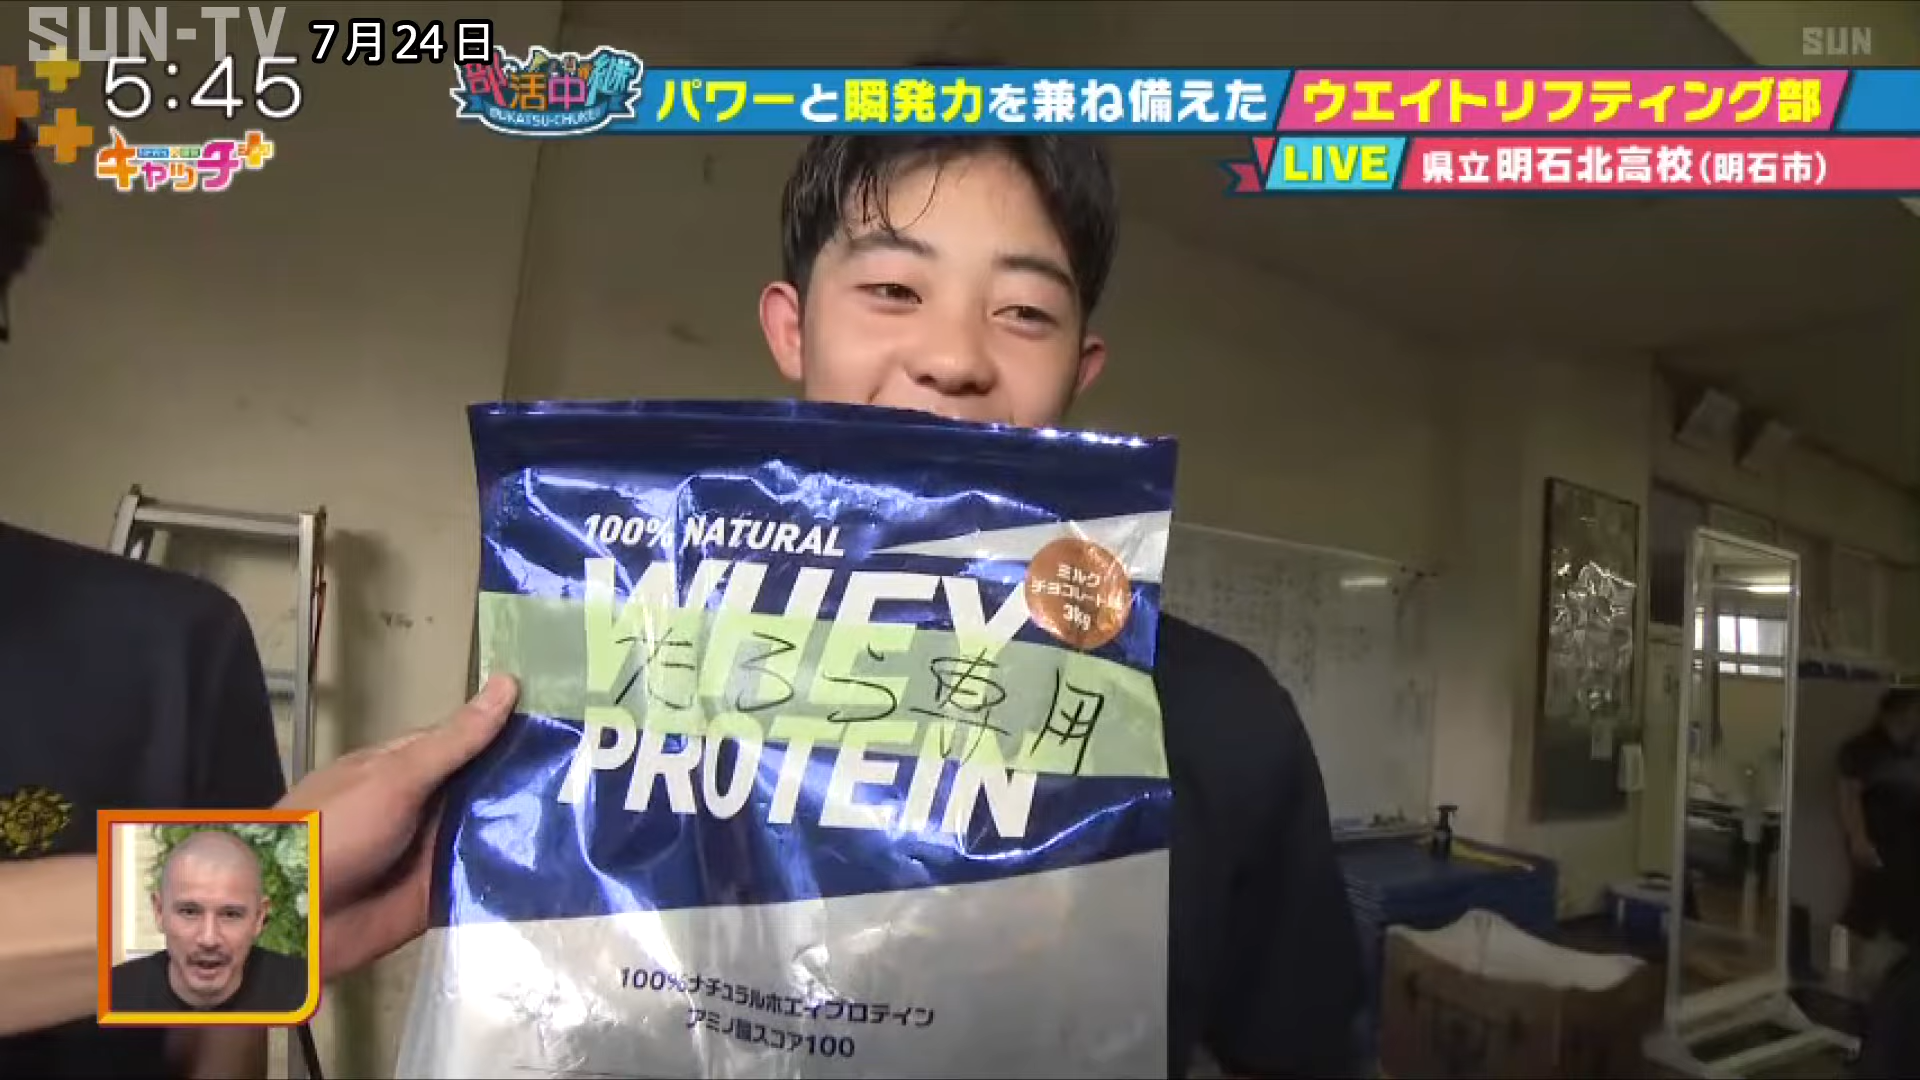 SUN-TV
7月24日
5:45
キャッチ+
部活中継
BUKATSU-CHUKEI
パワーと瞬発力を兼ね備えた ウエイトリフティング部
LIVE 県立明石北高校(明石市)
SUN
100% NATURAL
WHEY
PROTEIN
ミルク
チョコレート味
3kg
たろう専用
100%ナチュラルホエイプロテイン
アミノ酸スコア100